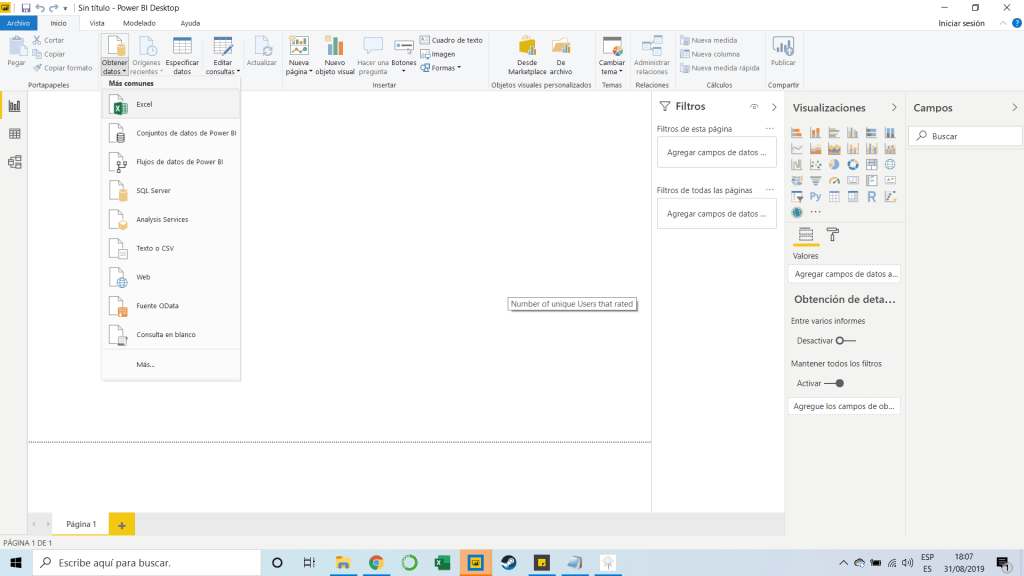 Sin título - Power BI Desktop
Archivo Inicio Vista Modelado Ayuda Iniciar sesión
Pegar
Cortar
Copiar
Copiar formato
Portapapeles
Obtener datos
Orígenes recientes
Especificar datos
Editar consultas
Actualizar
Nueva página
Nuevo objeto visual
Hacer una pregunta
Botones
Cuadro de texto
Imagen
Formas
Insertar
Desde Marketplace
De archivo
Objetos visuales personalizados
Cambiar tema
Temas
Administrar relaciones
Relaciones
Nueva medida
Nueva columna
Nueva medida rápida
Cálculos
Publicar
Compartir
Más comunes
Excel
Conjuntos de datos de Power BI
Flujos de datos de Power BI
SQL Server
Analysis Services
Texto o CSV
Web
Fuente OData
Consulta en blanco
Más...
Number of unique Users that rated
Filtros
Filtros de esta página ...
Agregar campos de datos ...
Filtros de todas las páginas ...
Agregar campos de datos ...
Visualizaciones
Py
R
...
Valores
Agregar campos de datos a...
Obtención de deta...
Entre varios informes
Desactivar
Mantener todos los filtros
Activar
Agregue los campos de ob...
Campos
Buscar
Página 1
PÁGINA 1 DE 1
Escribe aquí para buscar.
ESP
ES
18:07
31/08/2019
1